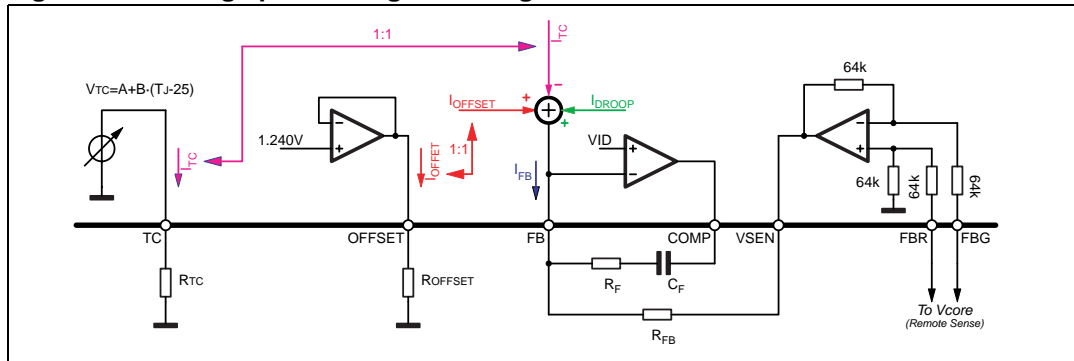 1:1
ITC
64k
VTC=A+B·(TJ-25)
IOFFSET
IDROOP
1.240V
VID
ITC
IOFFET
1:1
IFB
64k
64k
64k
TC
OFFSET
FB
COMP
VSEN
FBR
FBG
RTC
ROFFSET
RF
CF
RFB
To Vcore
(Remote Sense)